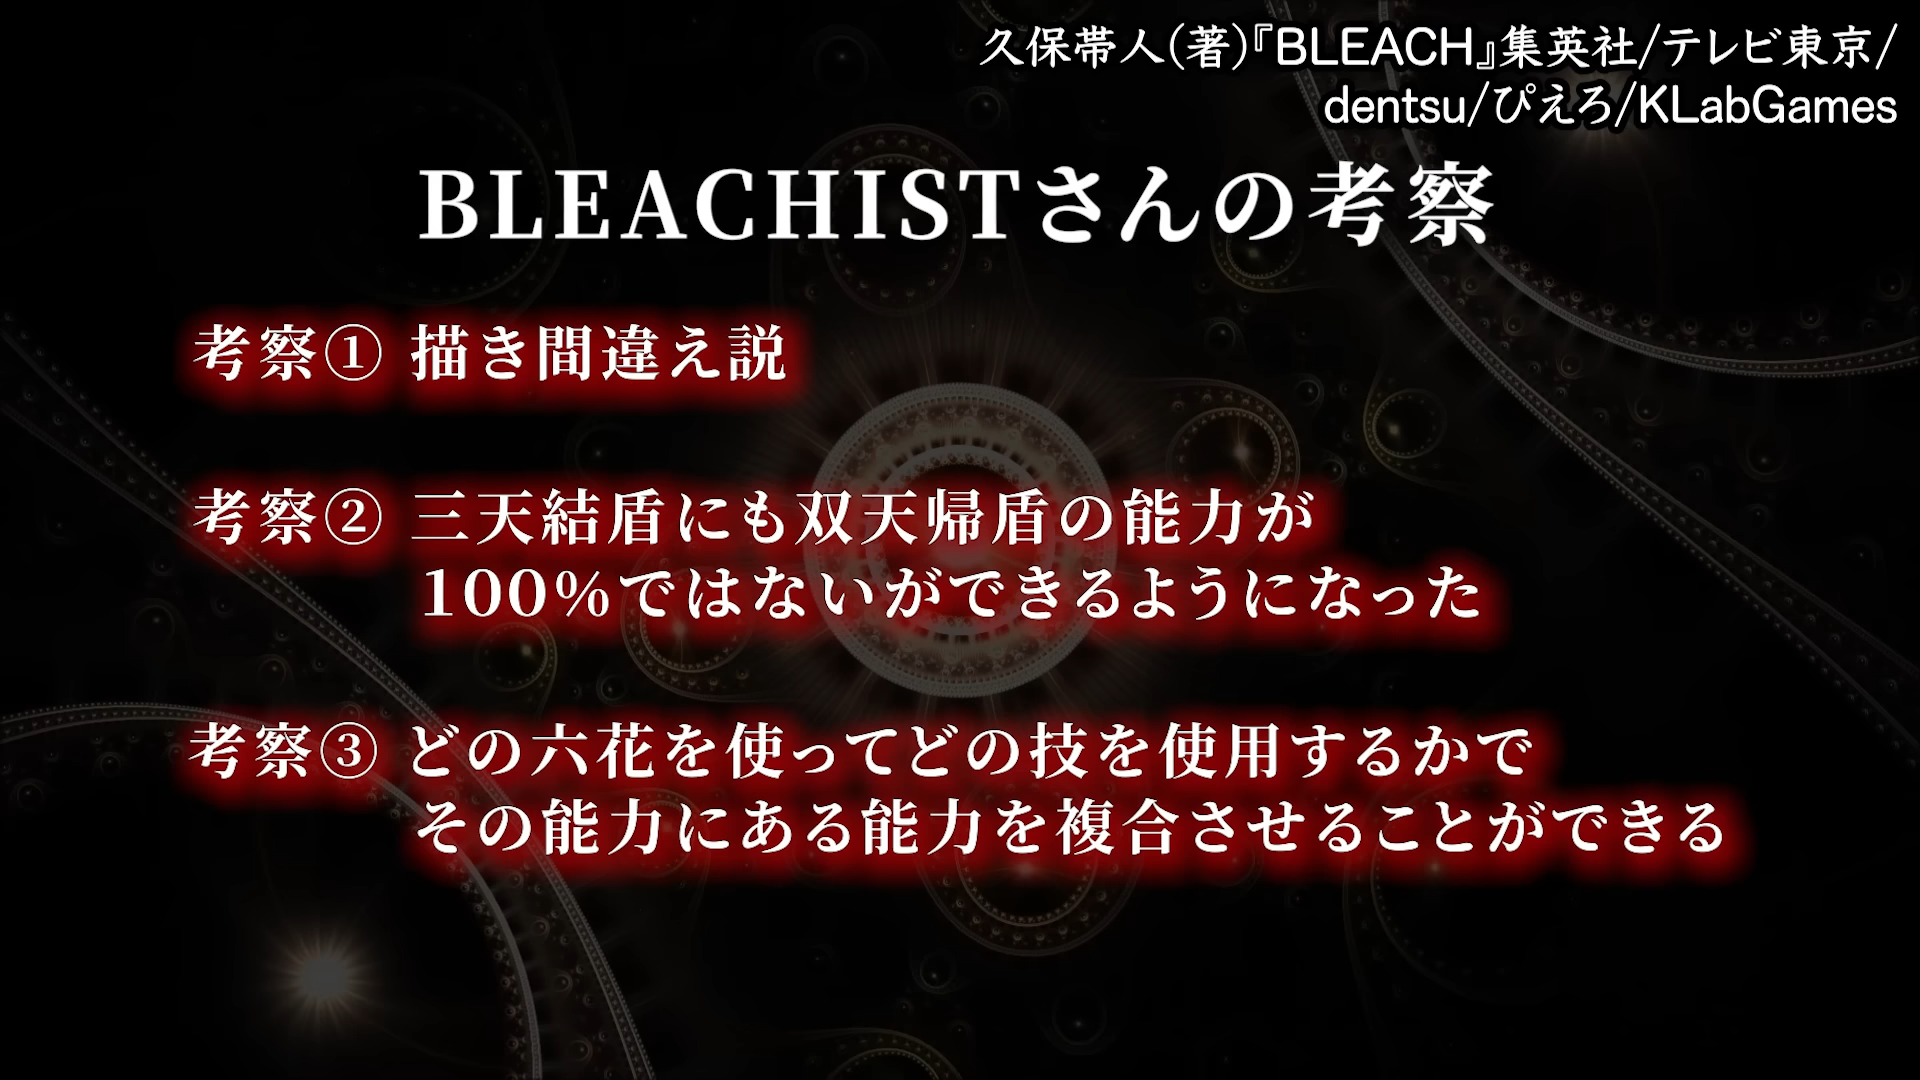 久保帯人(著)『BLEACH』集英社/テレビ東京/
dentsu/ぴえろ/KLabGames
BLEACHISTさんの考察
考察① 描き間違え説
考察② 三天結盾にも双天帰盾の能力が
100%ではないができるようになった
考察③ どの六花を使ってどの技を使用するかで
その能力にある能力を複合させることができる